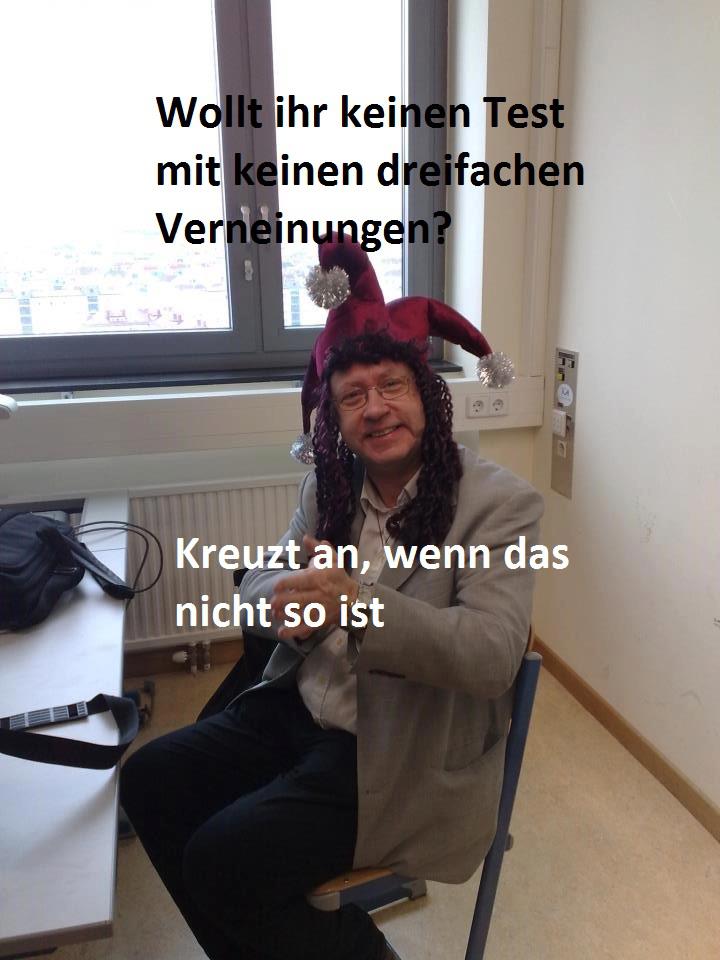 Wollt ihr keinen Test
mit keinen dreifachen
Verneinungen?
Kreuzt an, wenn das
nicht so ist